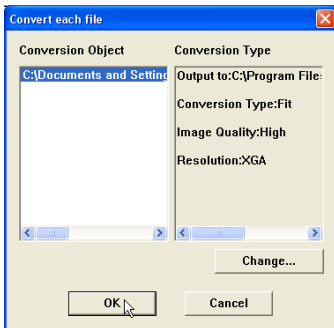 Convert each file
Conversion Object
Conversion Type
C:\Documents and Setting
Output to:C:\Program Files
Conversion Type:Fit
Image Quality:High
Resolution:XGA
Change...
OK
Cancel